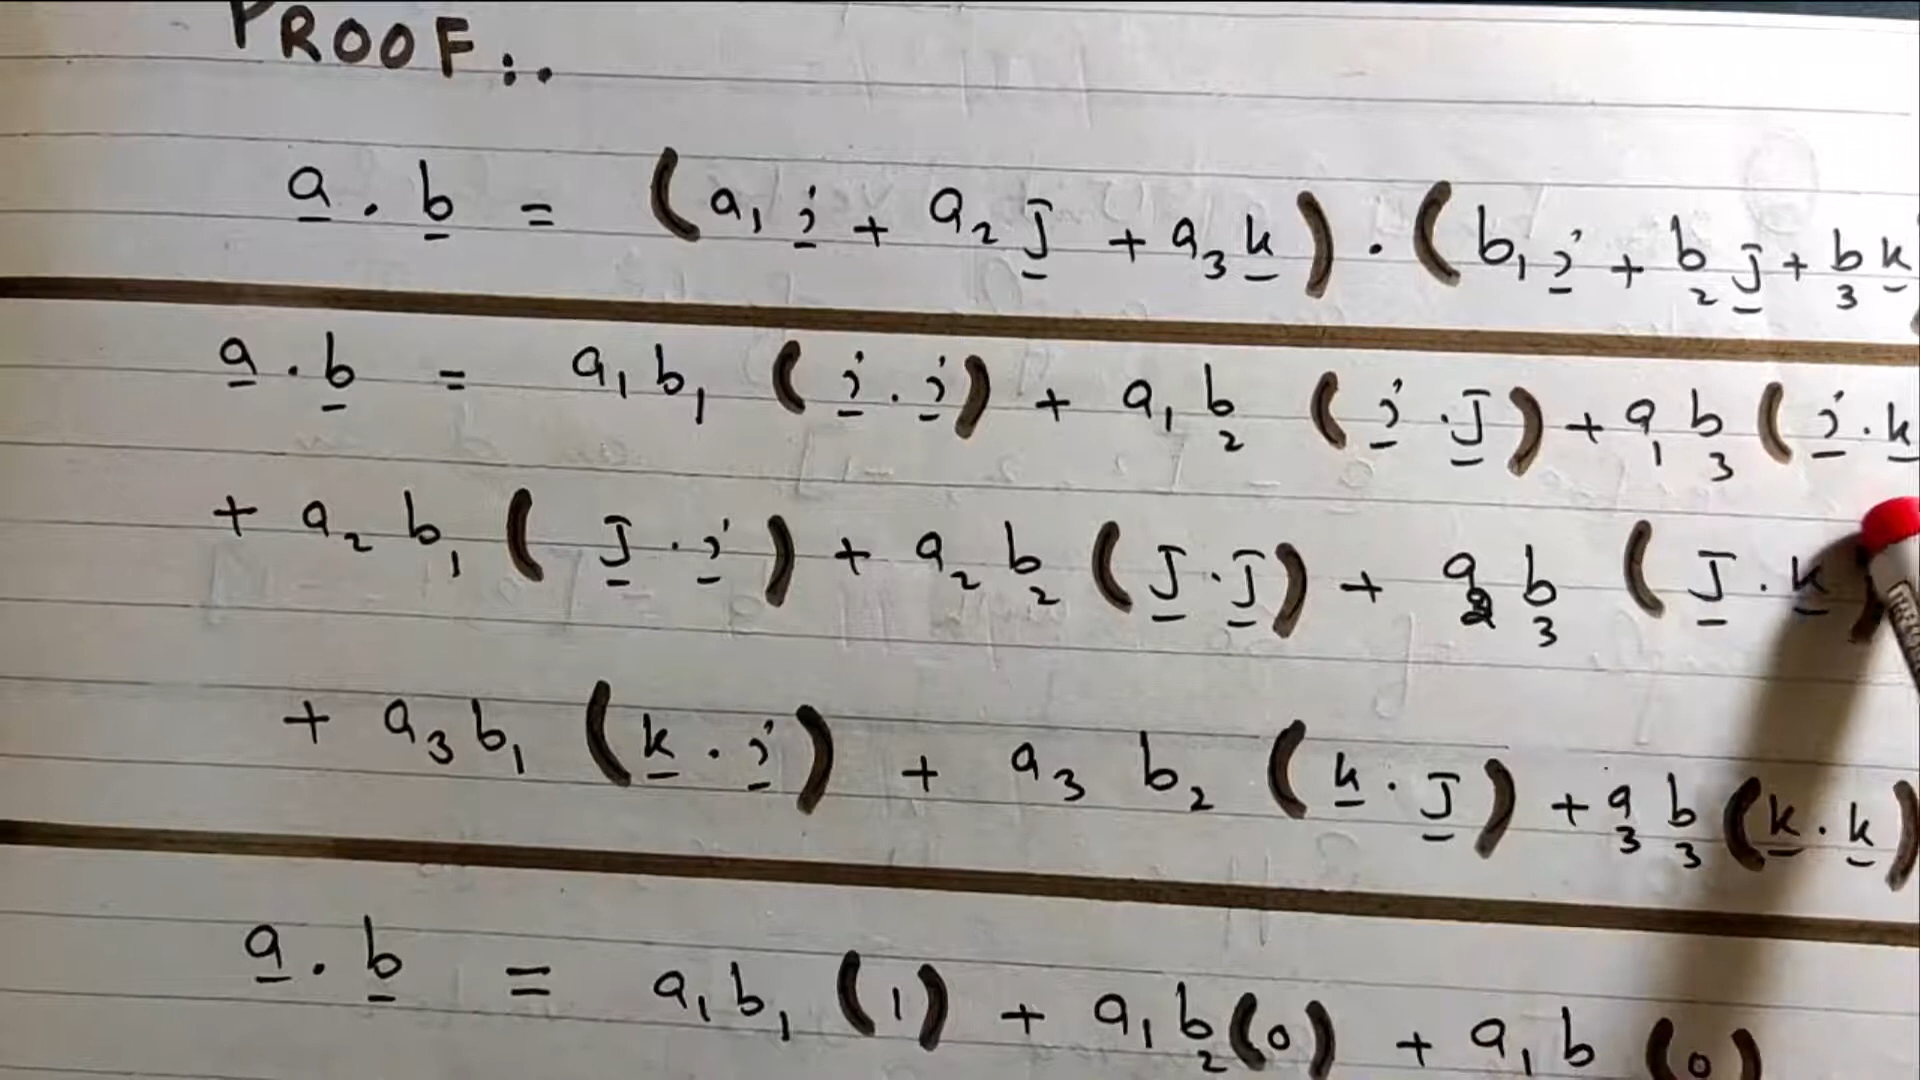 PROOF:.
a . b = (a₁ i + a₂ j + a₃ k) . (b₁ i + b₂ j + b₃ k
a . b = a₁ b₁ (i . i) + a₁ b₂ (i . j) + a₁ b₃ (i . k
+ a₂ b₁ (j . i) + a₂ b₂ (j . j) + a₂ b₃ (j . k)
+ a₃ b₁ (k . i) + a₃ b₂ (k . j) + a₃ b₃ (k . k)
a . b = a₁ b₁ (1) + a₁ b₂ (0) + a₁ b (0)